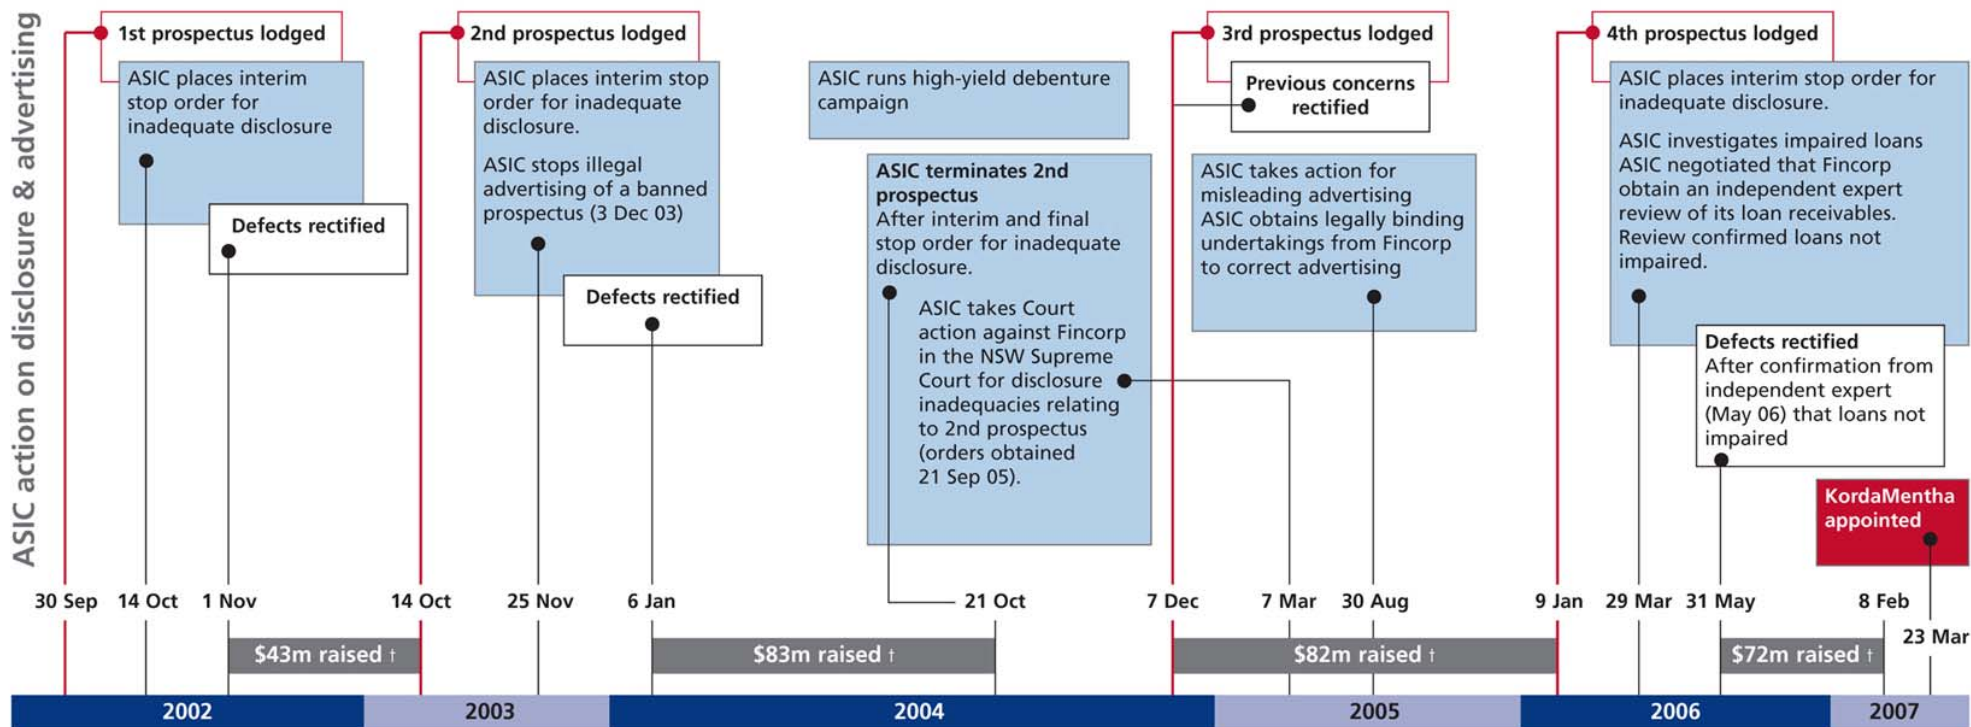 ASIC action on disclosure & advertising
1st prospectus lodged
ASIC places interim
stop order for
inadequate disclosure
Defects rectified
2nd prospectus lodged
ASIC places interim stop
order for inadequate
disclosure.
ASIC stops illegal
advertising of a banned
prospectus (3 Dec 03)
Defects rectified
ASIC runs high-yield debenture
campaign
ASIC terminates 2nd
prospectus
After interim and final
stop order for inadequate
disclosure.
ASIC takes Court
action against Fincorp
in the NSW Supreme
Court for disclosure
inadequacies relating
to 2nd prospectus
(orders obtained
21 Sep 05).
3rd prospectus lodged
Previous concerns
rectified
ASIC takes action for
misleading advertising
ASIC obtains legally binding
undertakings from Fincorp
to correct advertising
4th prospectus lodged
ASIC places interim stop order for
inadequate disclosure.
ASIC investigates impaired loans
ASIC negotiated that Fincorp
obtain an independent expert
review of its loan receivables.
Review confirmed loans not
impaired.
Defects rectified
After confirmation from
independent expert
(May 06) that loans not
impaired
KordaMentha
appointed
30 Sep 14 Oct 1 Nov 14 Oct 25 Nov 6 Jan 21 Oct 7 Dec 7 Mar 30 Aug 9 Jan 29 Mar 31 May 8 Feb
23 Mar
$43m raised † $83m raised † $82m raised † $72m raised †
2002 2003 2004 2005 2006 2007